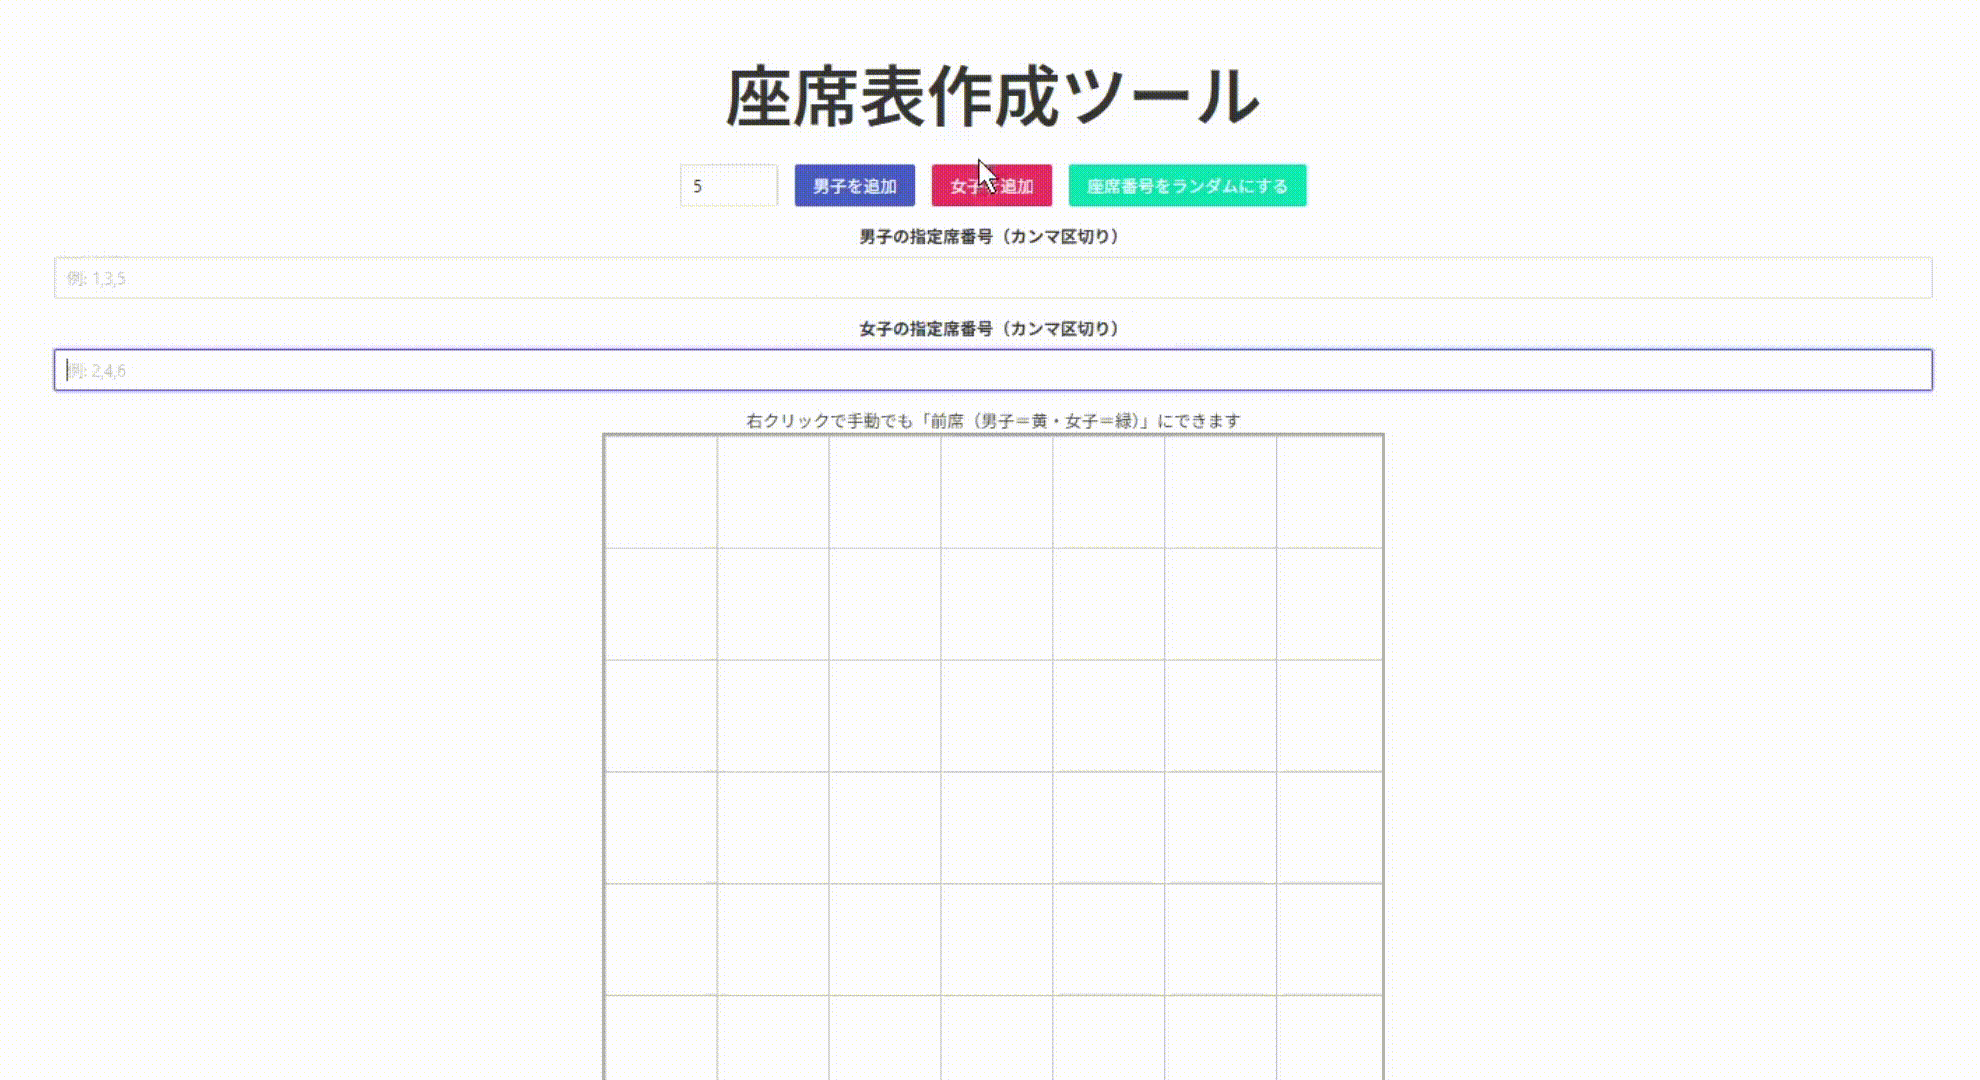 座席表作成ツール
5 男子を追加 女子を追加 座席番号をランダムにする
男子の指定席番号（カンマ区切り）
例: 1,3,5
女子の指定席番号（カンマ区切り）
例: 2,4,6
右クリックで手動でも「前席（男子＝黄・女子＝緑）」にできます